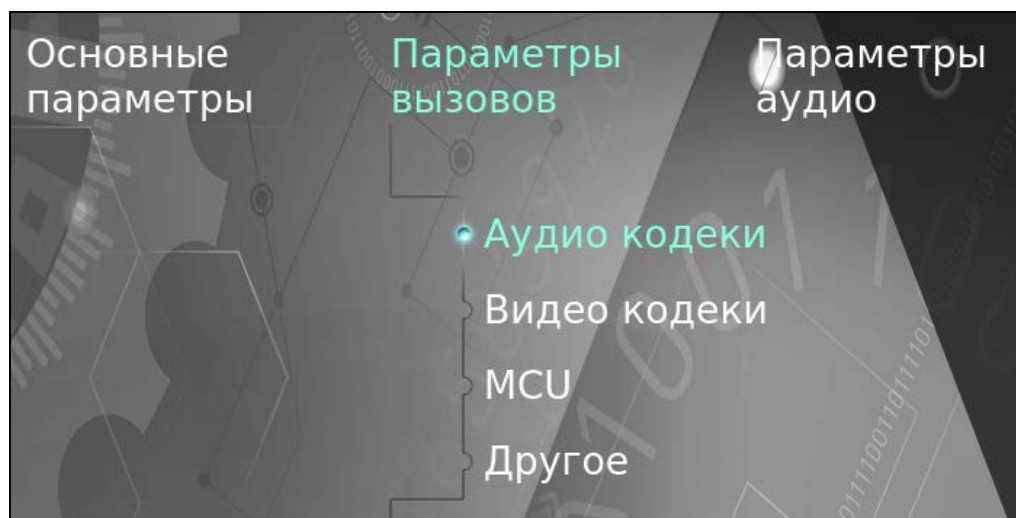 Основные
параметры
Параметры
вызовов
Параметры
аудио
Аудио кодеки
Видео кодеки
MCU
Другое